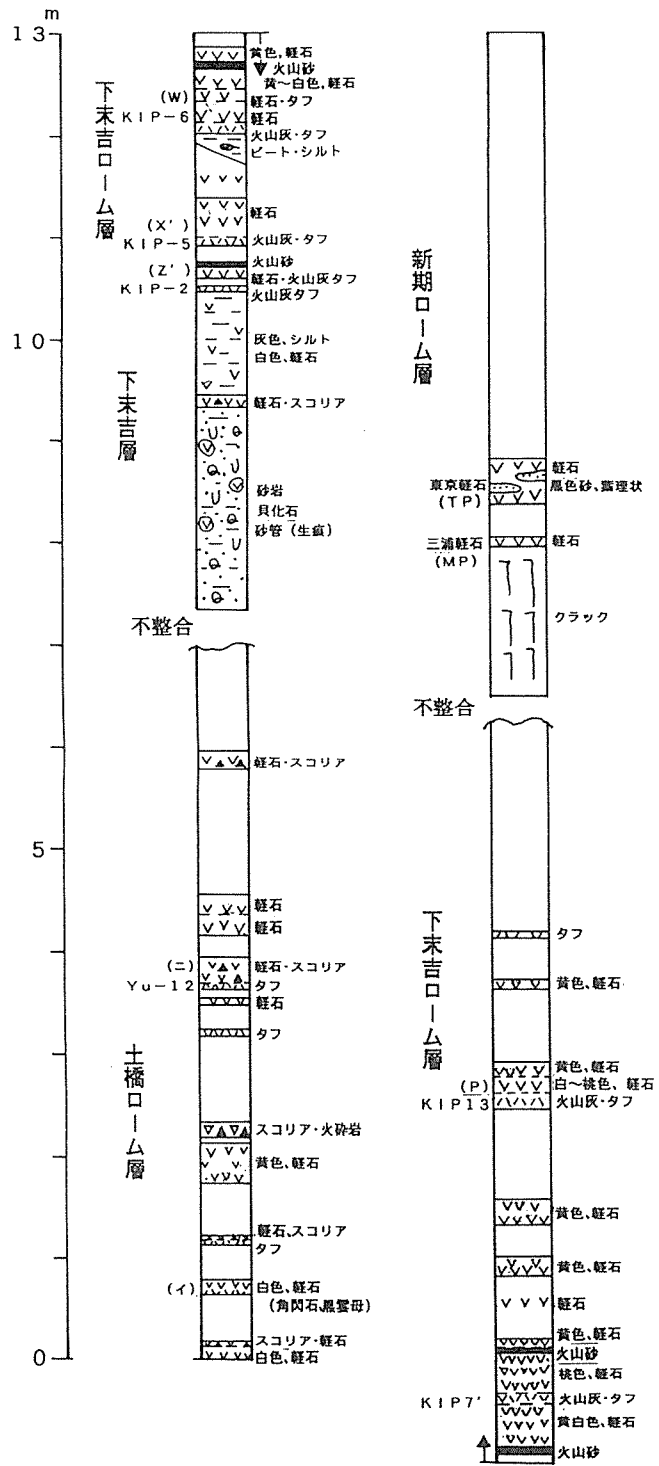 m
13
10
5
0
下末吉ローム層
下末吉層
土橋ローム層
黄色,軽石
火山砂
黄〜白色,軽石
(W)
軽石・タフ
KIP-6
軽石
火山灰・タフ
ピート・シルト
軽石
(X')
KIP-5
火山灰・タフ
火山砂
(Z')
軽石・火山灰タフ
KIP-2
火山灰タフ
灰色、シルト
白色、軽石
軽石・スコリア
砂岩
貝化石
砂管(生痕)
不整合
軽石・スコリア
軽石
軽石
(ニ)
軽石・スコリア
Yu-12
タフ
軽石
タフ
スコリア・火砕岩
黄色、軽石
軽石、スコリア
タフ
(イ)
白色、軽石
(角閃石、黒雲母)
スコリア・軽石
白色、軽石
新期ローム層
下末吉ローム層
軽石
東京軽石
黒色砂、
(TP)
三浦軽石
軽石
(MP)
クラック
不整合
タフ
黄色、軽石
黄色、軽石
(P)
白〜桃色、軽石
KIP13
火山灰・タフ
黄色、軽石
黄色、軽石
軽石
黄色、軽石
火山砂
桃色、軽石
KIP7'
火山灰・タフ
黄白色、軽石
火山砂